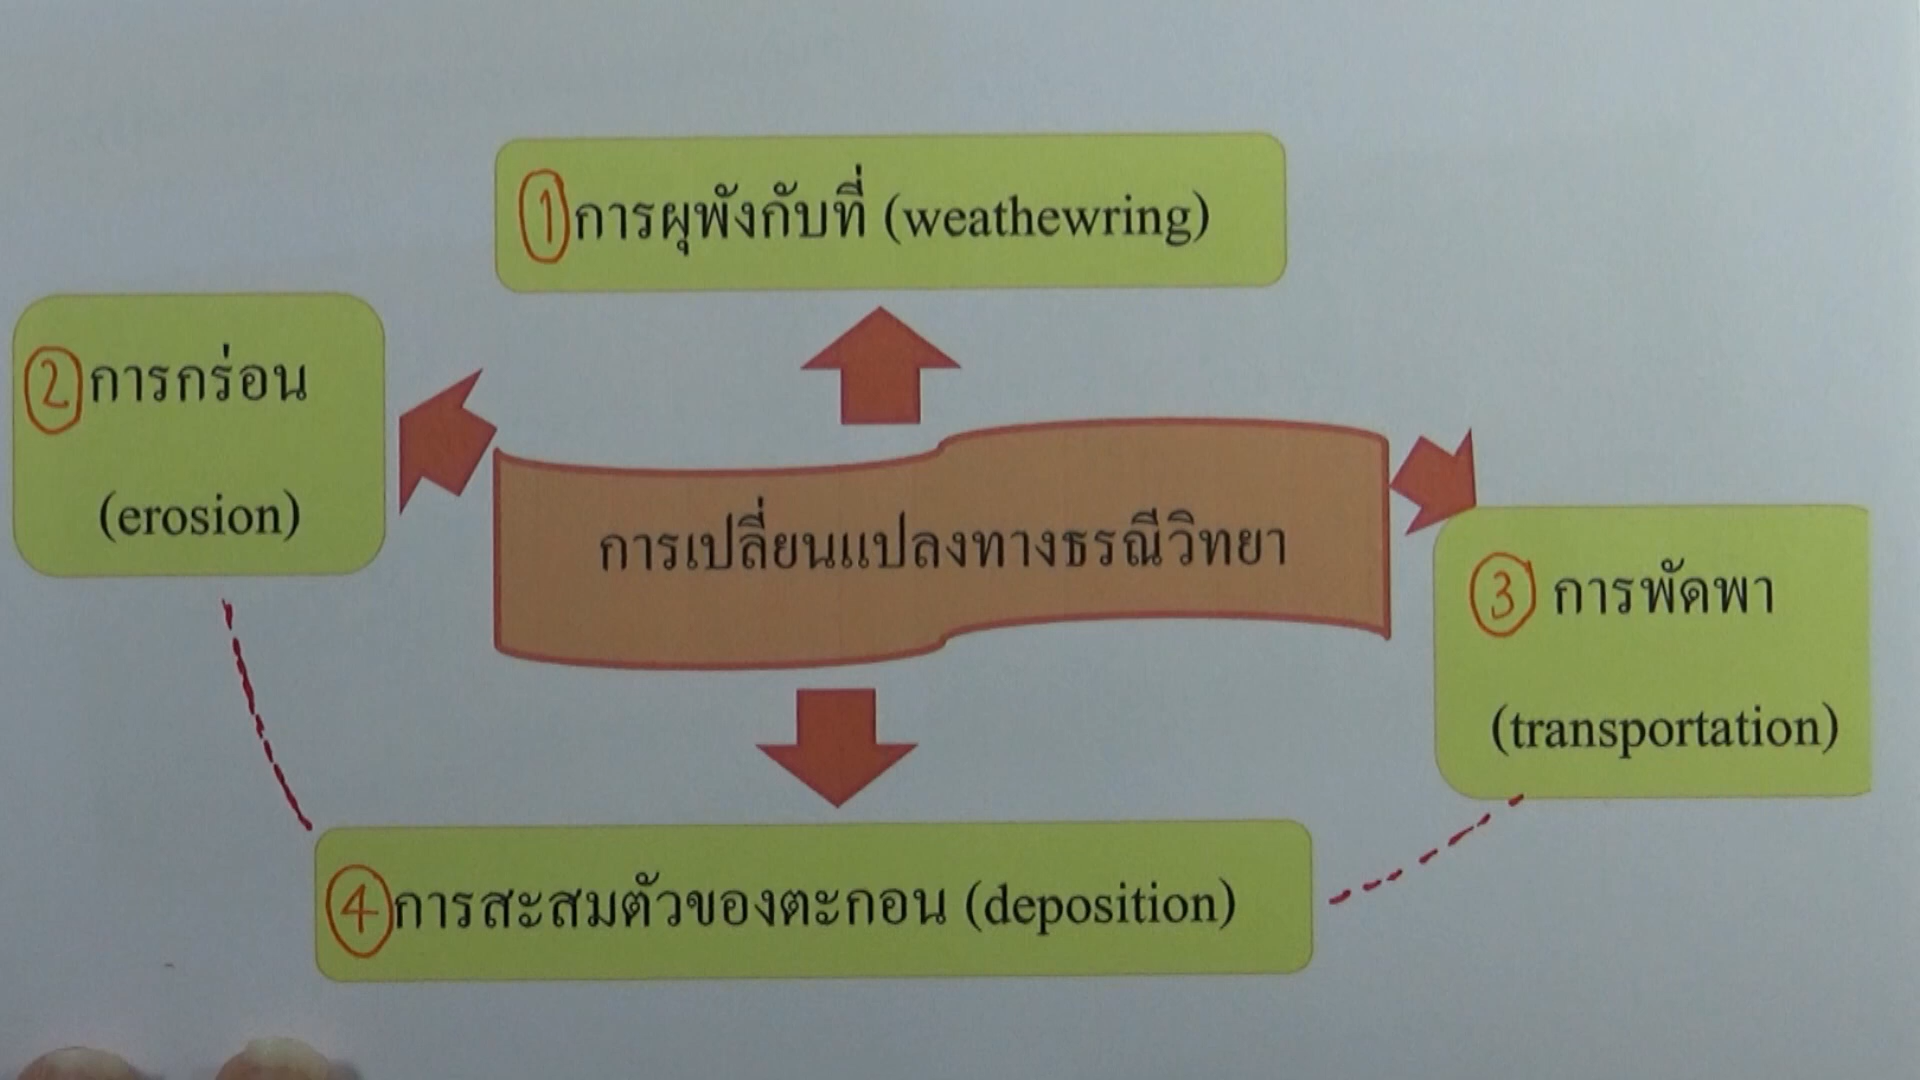 ① การผุพังกับที่ (weathewring)
② การกร่อน
(erosion)
การเปลี่ยนแปลงทางธรณีวิทยา
③ การพัดพา
(transportation)
④ การสะสมตัวของตะกอน (deposition)